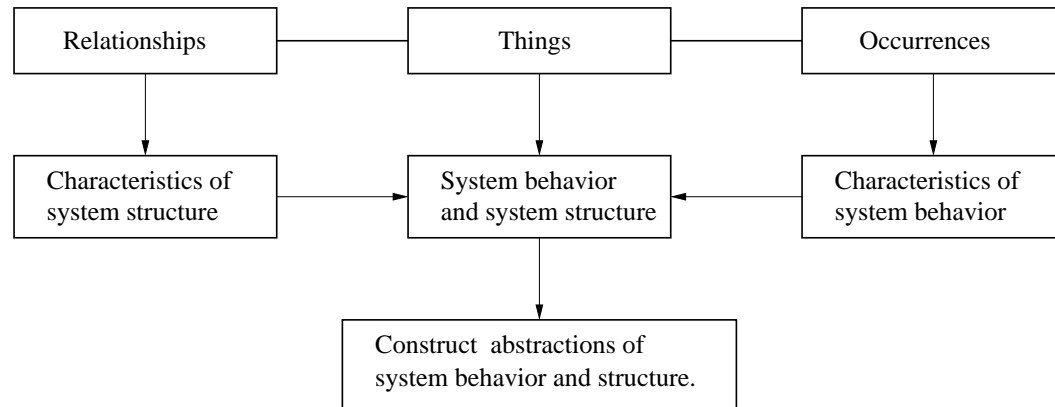 Relationships
Things
Occurrences
Characteristics of
system structure
System behavior
and system structure
Characteristics of
system behavior
Construct abstractions of
system behavior and structure.